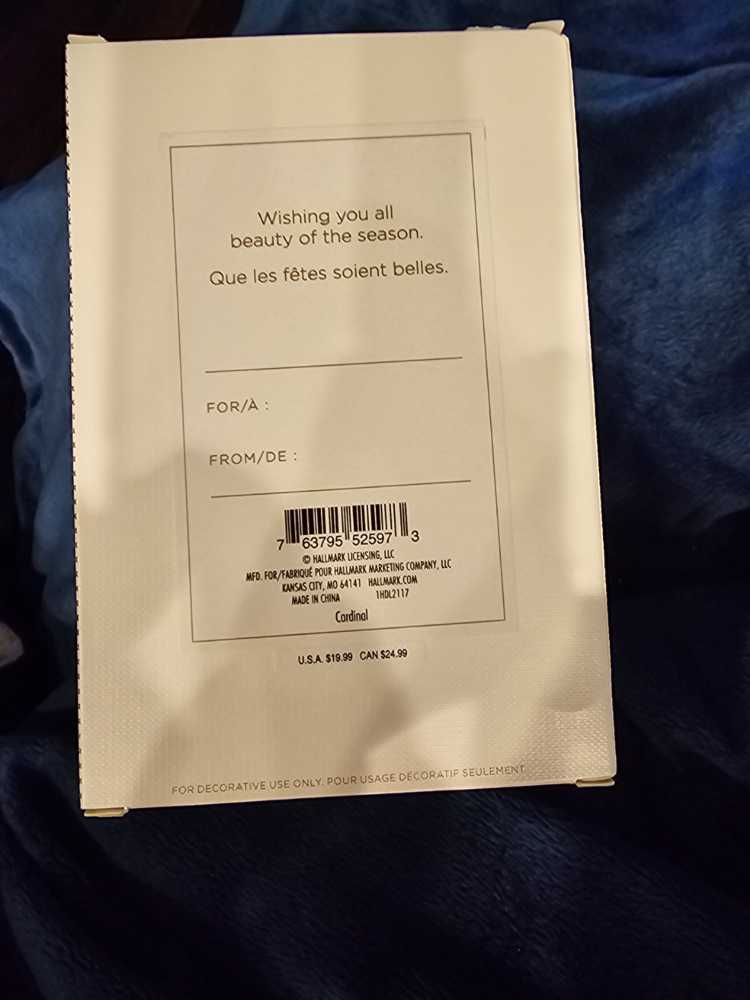 Wishing you all
beauty of the season.
Que les fêtes soient belles.
FOR/À :
FROM/DE :
7 63795 52597 3
© HALLMARK LICENSING, LLC
MFD. FOR/FABRIQUÉ POUR HALLMARK MARKETING COMPANY, LLC
KANSAS CITY, MO 64141 HALLMARK.COM
MADE IN CHINA 1HDL2117
Cardinal
U.S.A. $19.99 CAN $24.99
FOR DECORATIVE USE ONLY. POUR USAGE DÉCORATIF SEULEMENT